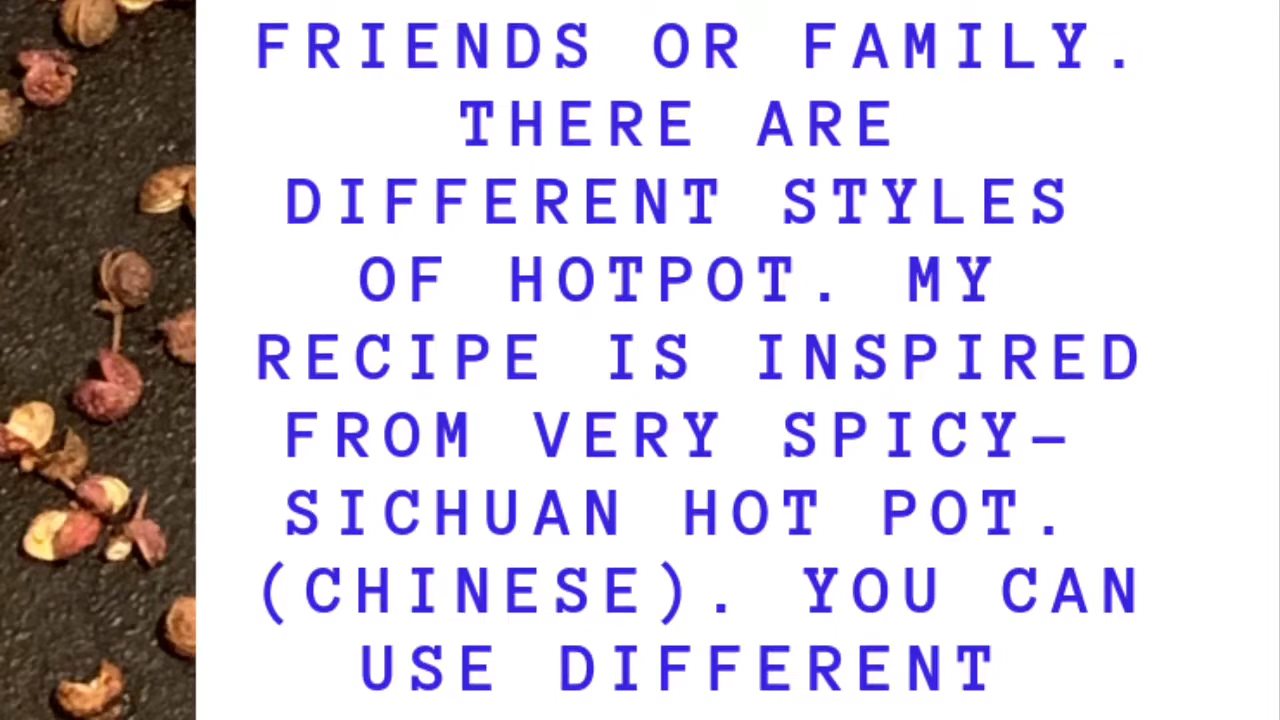 FRIENDS OR FAMILY.
THERE ARE
DIFFERENT STYLES
OF HOTPOT. MY
RECIPE IS INSPIRED
FROM VERY SPICY–
SICHUAN HOT POT.
(CHINESE). YOU CAN
USE DIFFERENT